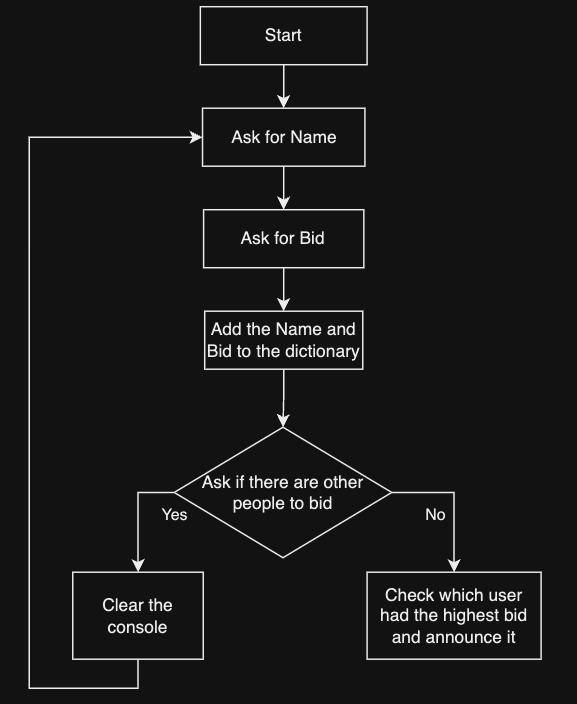 Start
Ask for Name
Ask for Bid
Add the Name and
Bid to the dictionary
Ask if there are other
people to bid
Yes
No
Clear the
console
Check which user
had the highest bid
and announce it